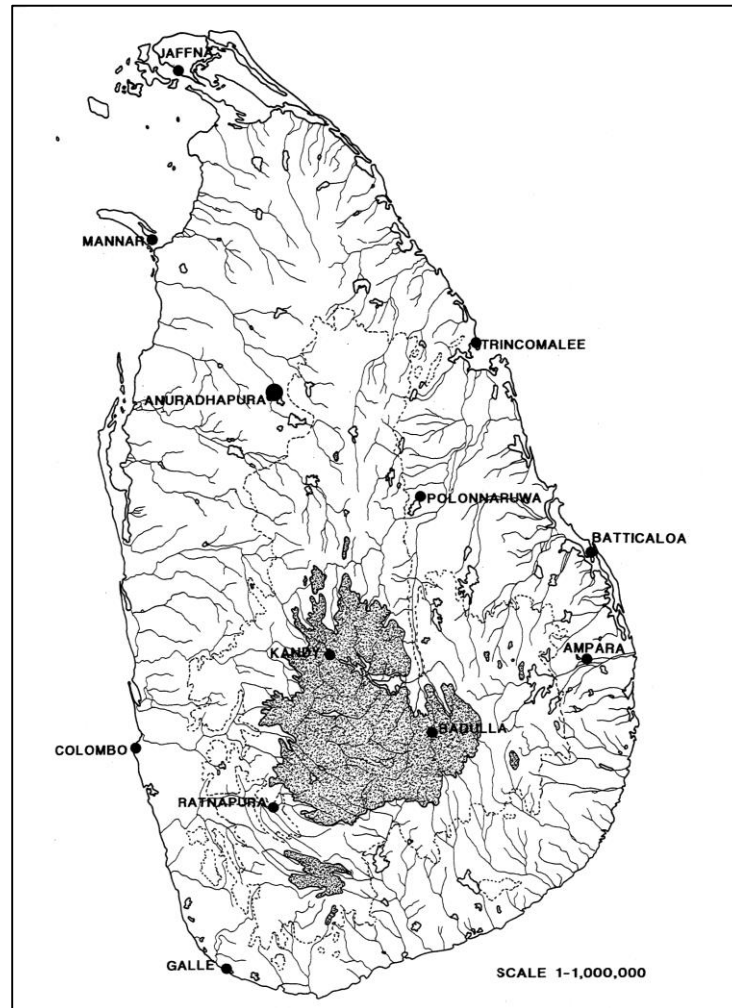 JAFFNA
MANNAR
TRINCOMALEE
ANURADHAPURA
POLONNARUWA
BATTICALOA
KANDY
AMPARA
BADULLA
COLOMBO
RATNAPURA
GALLE
SCALE 1-1,000,000